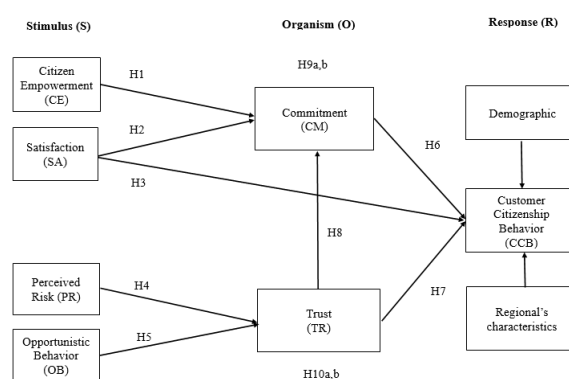 Stimulus (S)
Organism (O)
Response (R)
Citizen
Empowerment
(CE)
H1
H9a,b
Commitment
(CM)
Demographic
Satisfaction
(SA)
H2
H3
H6
Customer
Citizenship
Behavior
(CCB)
H8
Perceived
Risk (PR)
H4
Trust
(TR)
H7
Regional's
characteristics
Opportunistic
Behavior
(OB)
H5
H10a,b